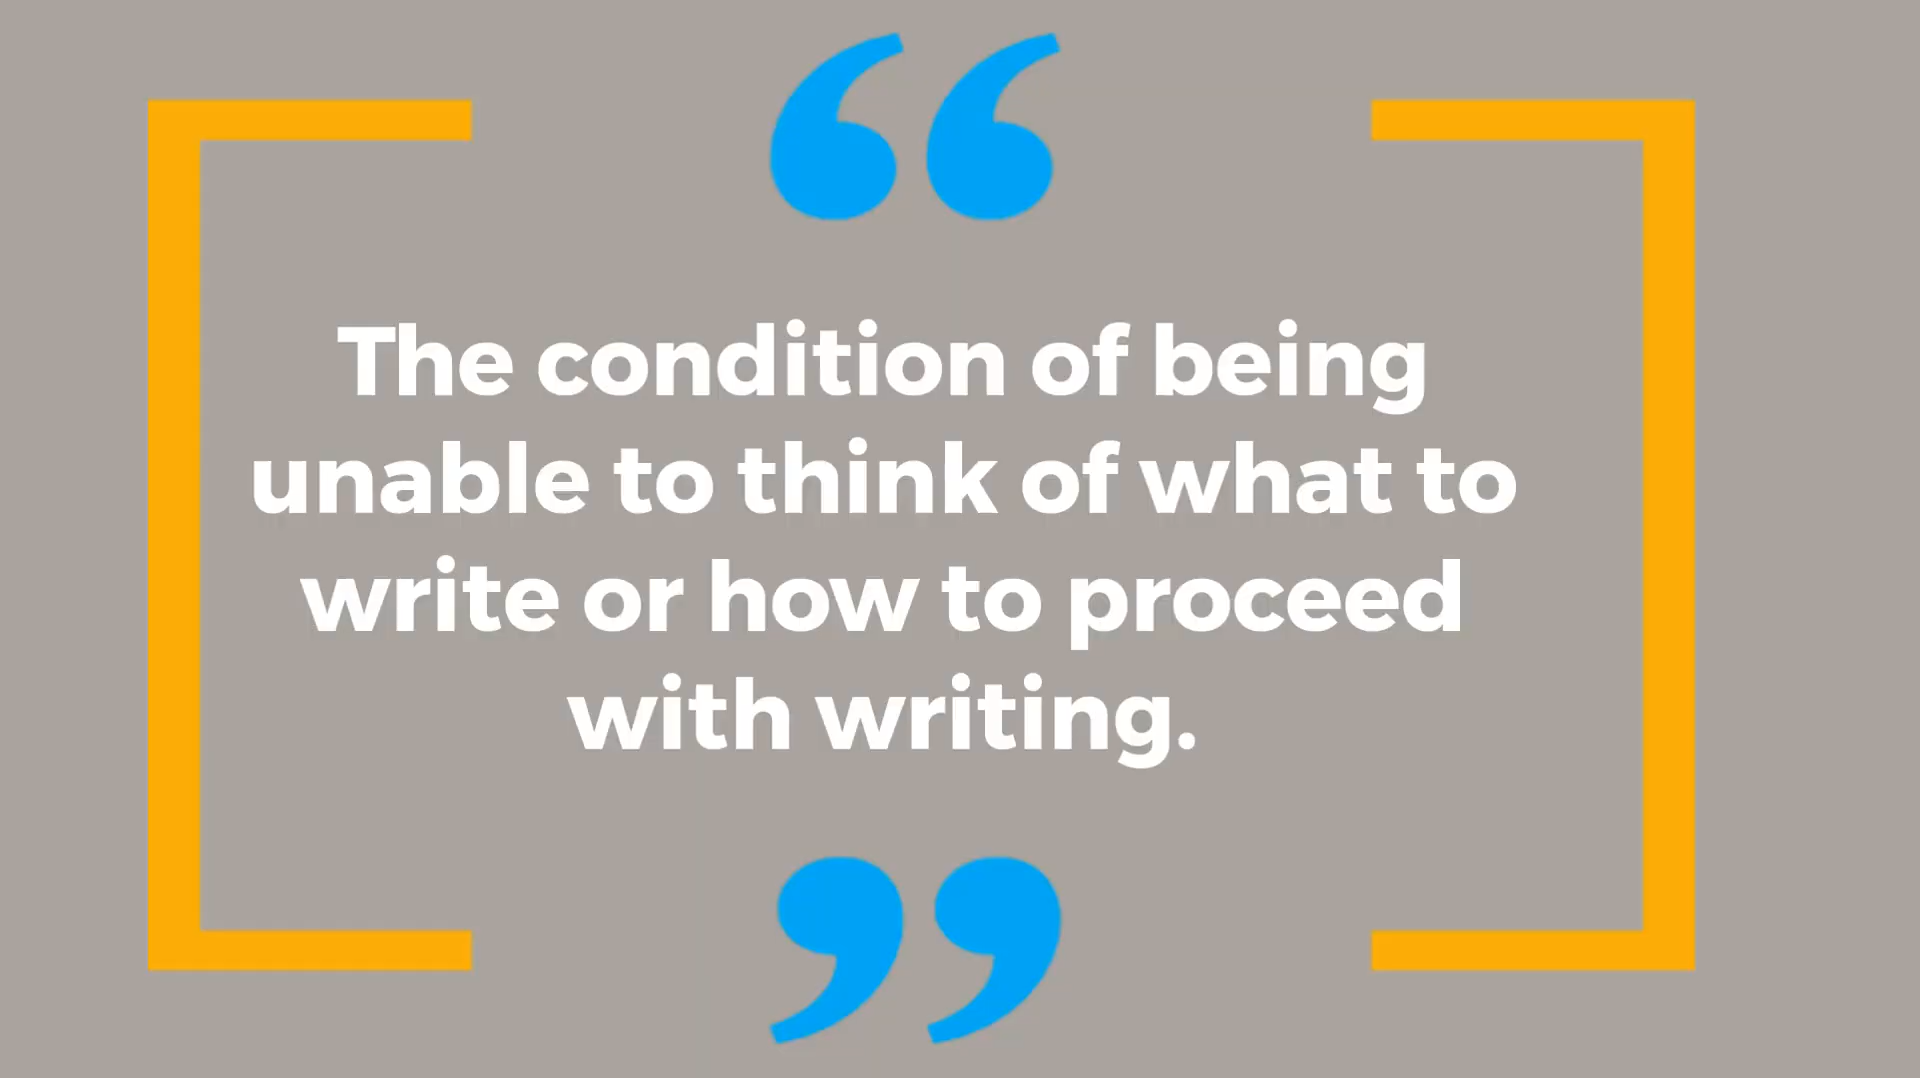 “
The condition of being
unable to think of what to
write or how to proceed
with writing.
”